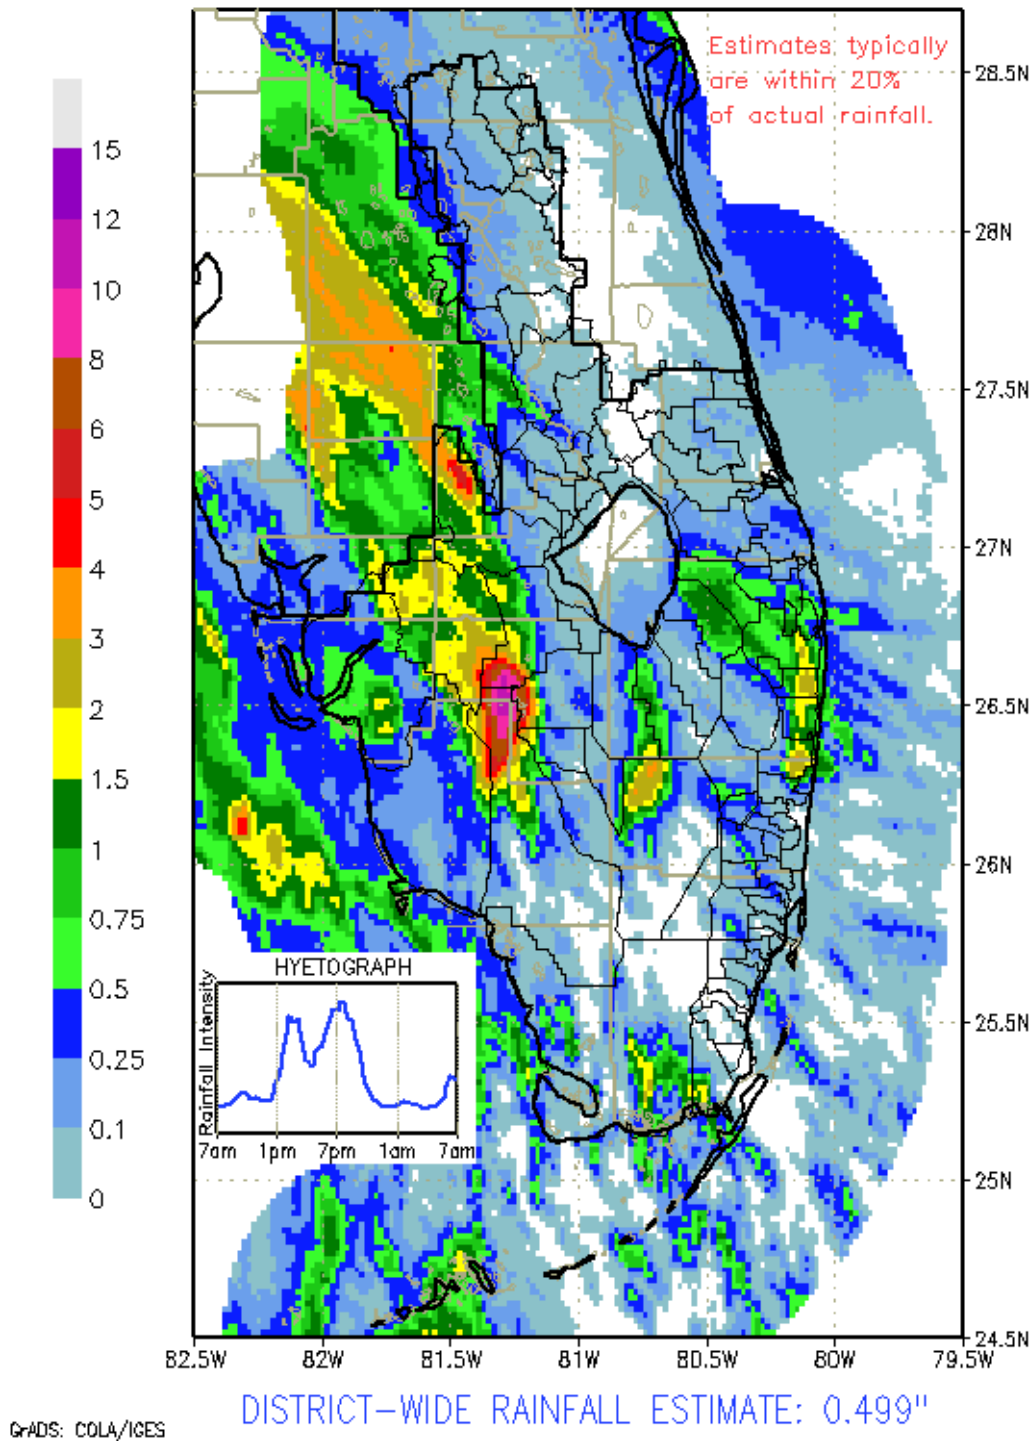 Estimates typically
are within 20%
of actual rainfall.
15
12
10
8
6
5
4
3
2
1.5
1
0.75
0.5
0.25
0.1
0
28.5N
28N
27.5N
27N
26.5N
26N
25.5N
25N
24.5N
HYETOGRAPH
Rainfall Intensity
7am 1pm 7pm 1am 7am
82.5W 82W 81.5W 81W 80.5W 80W 79.5W
DISTRICT-WIDE RAINFALL ESTIMATE: 0.499"
GrADS: COLA/IGES